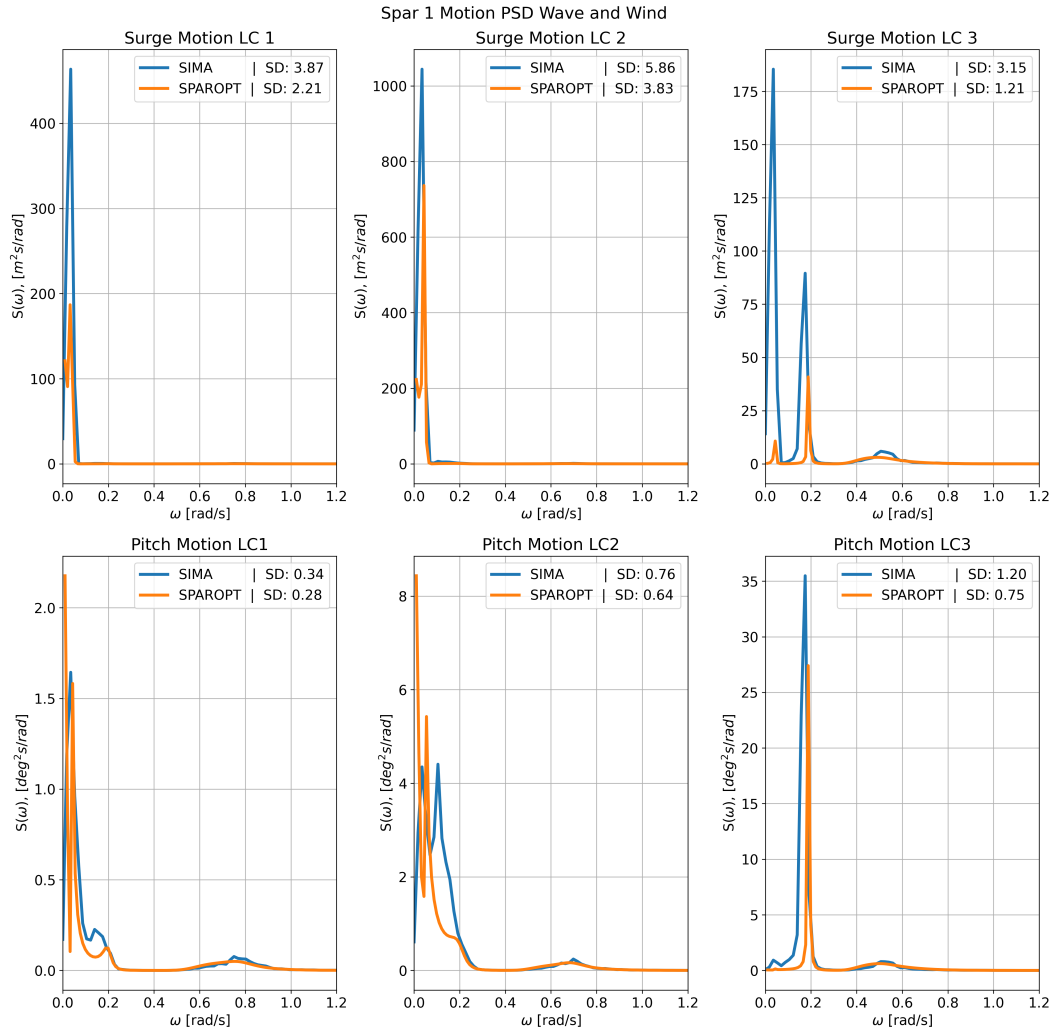 Spar 1 Motion PSD Wave and Wind
Surge Motion LC 1
SIMA | SD: 3.87
SPAROPT | SD: 2.21
S(ω), [m²s/rad]
400
300
200
100
0
0.0 0.2 0.4 0.6 0.8 1.0 1.2
ω [rad/s]
Surge Motion LC 2
SIMA | SD: 5.86
SPAROPT | SD: 3.83
S(ω), [m²s/rad]
1000
800
600
400
200
0
0.0 0.2 0.4 0.6 0.8 1.0 1.2
ω [rad/s]
Surge Motion LC 3
SIMA | SD: 3.15
SPAROPT | SD: 1.21
S(ω), [m²s/rad]
175
150
125
100
75
50
25
0
0.0 0.2 0.4 0.6 0.8 1.0 1.2
ω [rad/s]
Pitch Motion LC1
SIMA | SD: 0.34
SPAROPT | SD: 0.28
S(ω), [deg²s/rad]
2.0
1.5
1.0
0.5
0.0
0.0 0.2 0.4 0.6 0.8 1.0 1.2
ω [rad/s]
Pitch Motion LC2
SIMA | SD: 0.76
SPAROPT | SD: 0.64
S(ω), [deg²s/rad]
8
6
4
2
0
0.0 0.2 0.4 0.6 0.8 1.0 1.2
ω [rad/s]
Pitch Motion LC3
SIMA | SD: 1.20
SPAROPT | SD: 0.75
S(ω), [deg²s/rad]
35
30
25
20
15
10
5
0
0.0 0.2 0.4 0.6 0.8 1.0 1.2
ω [rad/s]